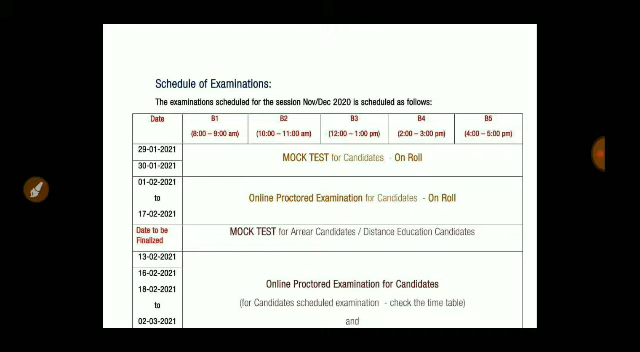 Schedule of Examinations:
The examinations scheduled for the session Nov/Dec 2020 is scheduled as follows:
Date B1 B2 B3 B4 B5
(8:00 – 9:00 am) (10:00 – 11:00 am) (12:00 – 1:00 pm) (2:00 – 3:00 pm) (4:00 – 5:00 pm)
29-01-2021
MOCK TEST for Candidates - On Roll
30-01-2021
01-02-2021
to
Online Proctored Examination for Candidates - On Roll
17-02-2021
Date to be
Finalized
MOCK TEST for Arrear Candidates / Distance Education Candidates
13-02-2021
16-02-2021
18-02-2021
to
02-03-2021
Online Proctored Examination for Candidates
(for Candidates scheduled examination - check the time table)
and